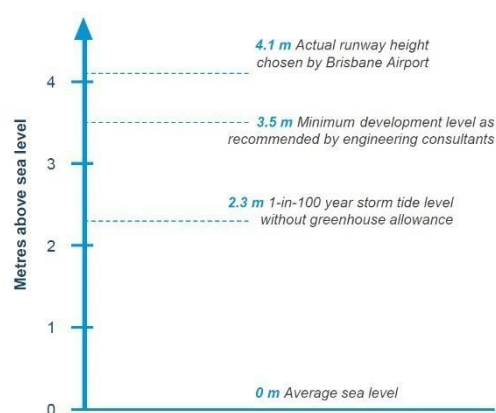 4.1 m Actual runway height
chosen by Brisbane Airport
4
3.5 m Minimum development level as
recommended by engineering consultants
3
2.3 m 1-in-100 year storm tide level
without greenhouse allowance
2
1
0 m Average sea level
0
Metres above sea level